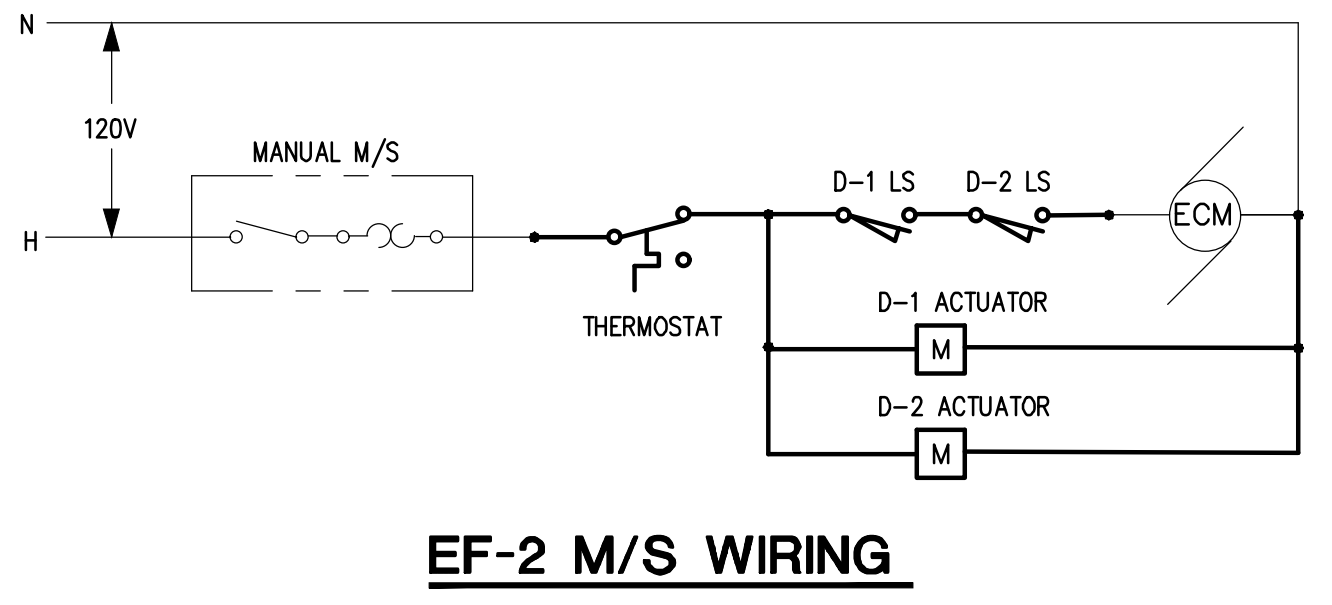 N
120V
MANUAL M/S
H
THERMOSTAT
D-1 LS
D-2 LS
ECM
D-1 ACTUATOR
M
D-2 ACTUATOR
M
EF-2 M/S WIRING